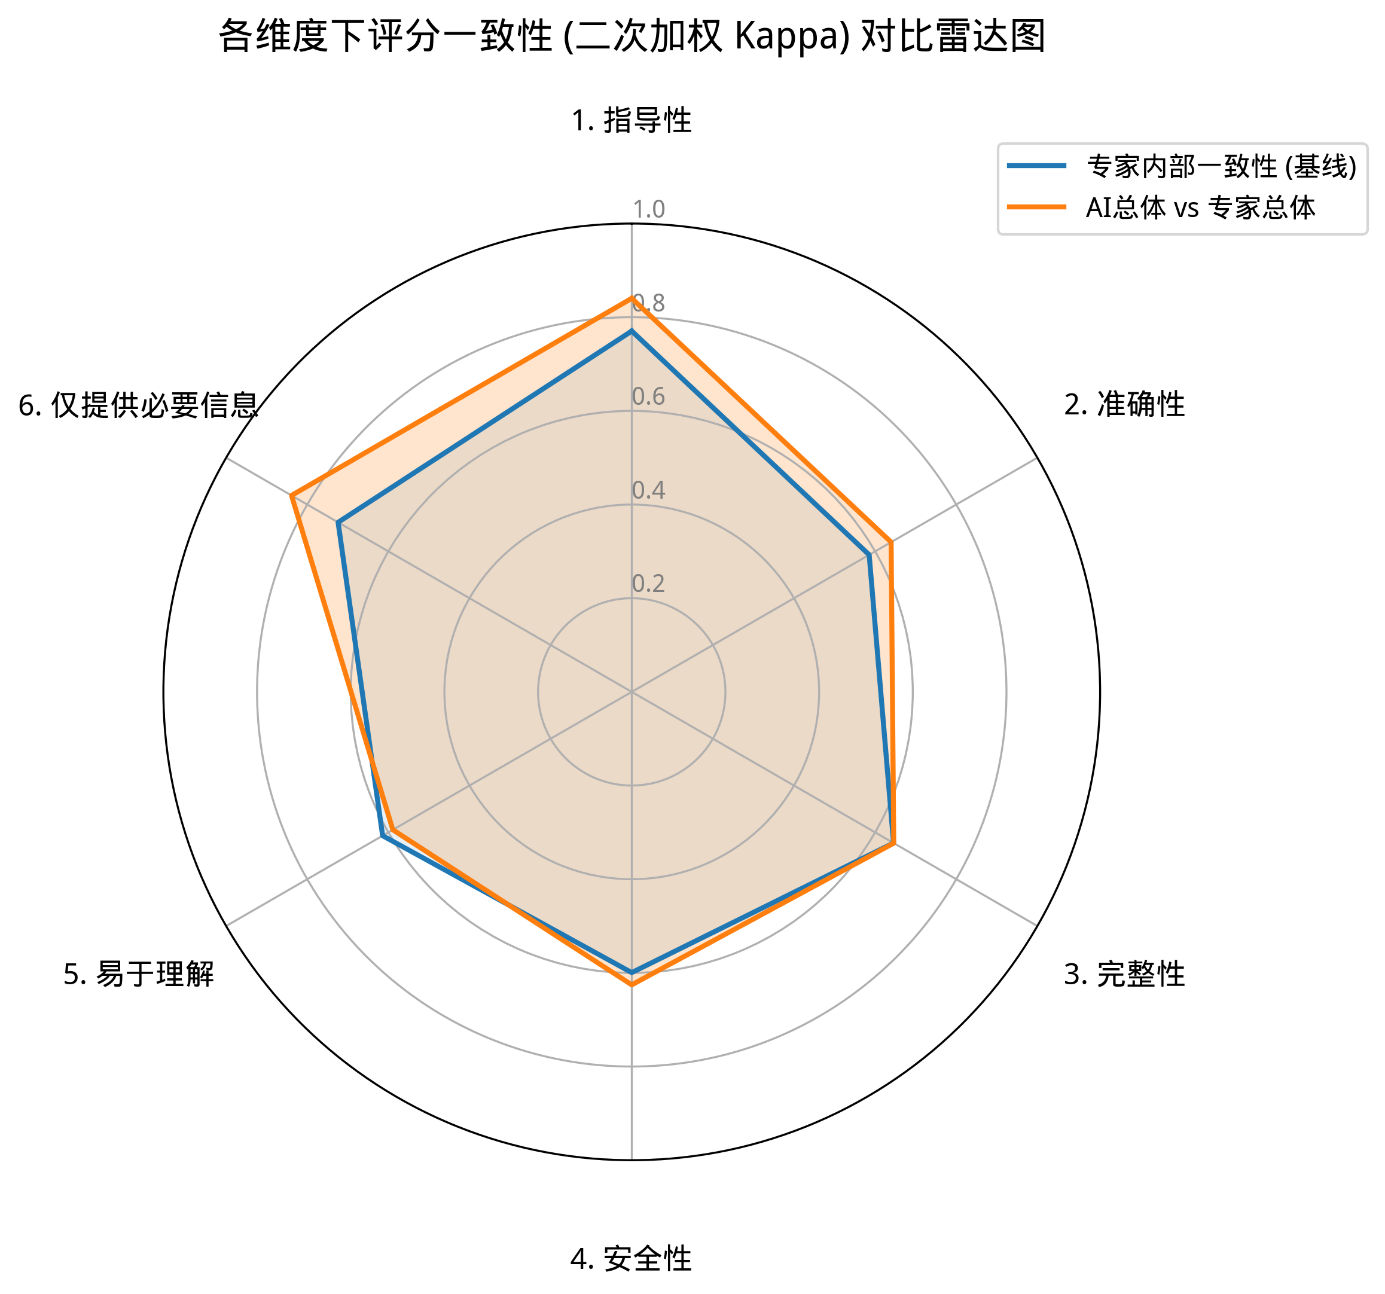 各维度下评分一致性 (二次加权 Kappa) 对比雷达图
1. 指导性
专家内部一致性 (基线)
AI总体 vs 专家总体
1.0
0.8
0.6
0.4
0.2
6. 仅提供必要信息
2. 准确性
5. 易于理解
3. 完整性
4. 安全性